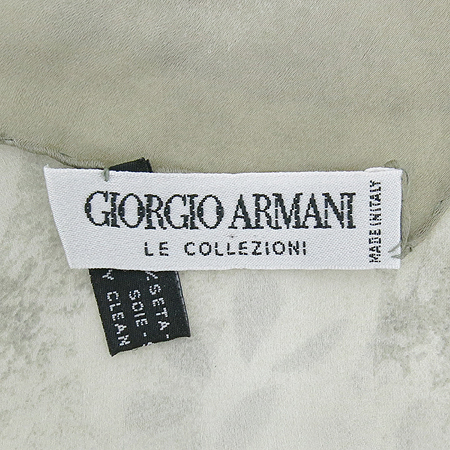 GIORGIO ARMANI
LE COLLEZIONI
MADE IN ITALY
SETA-
SOIE-
CLEAN